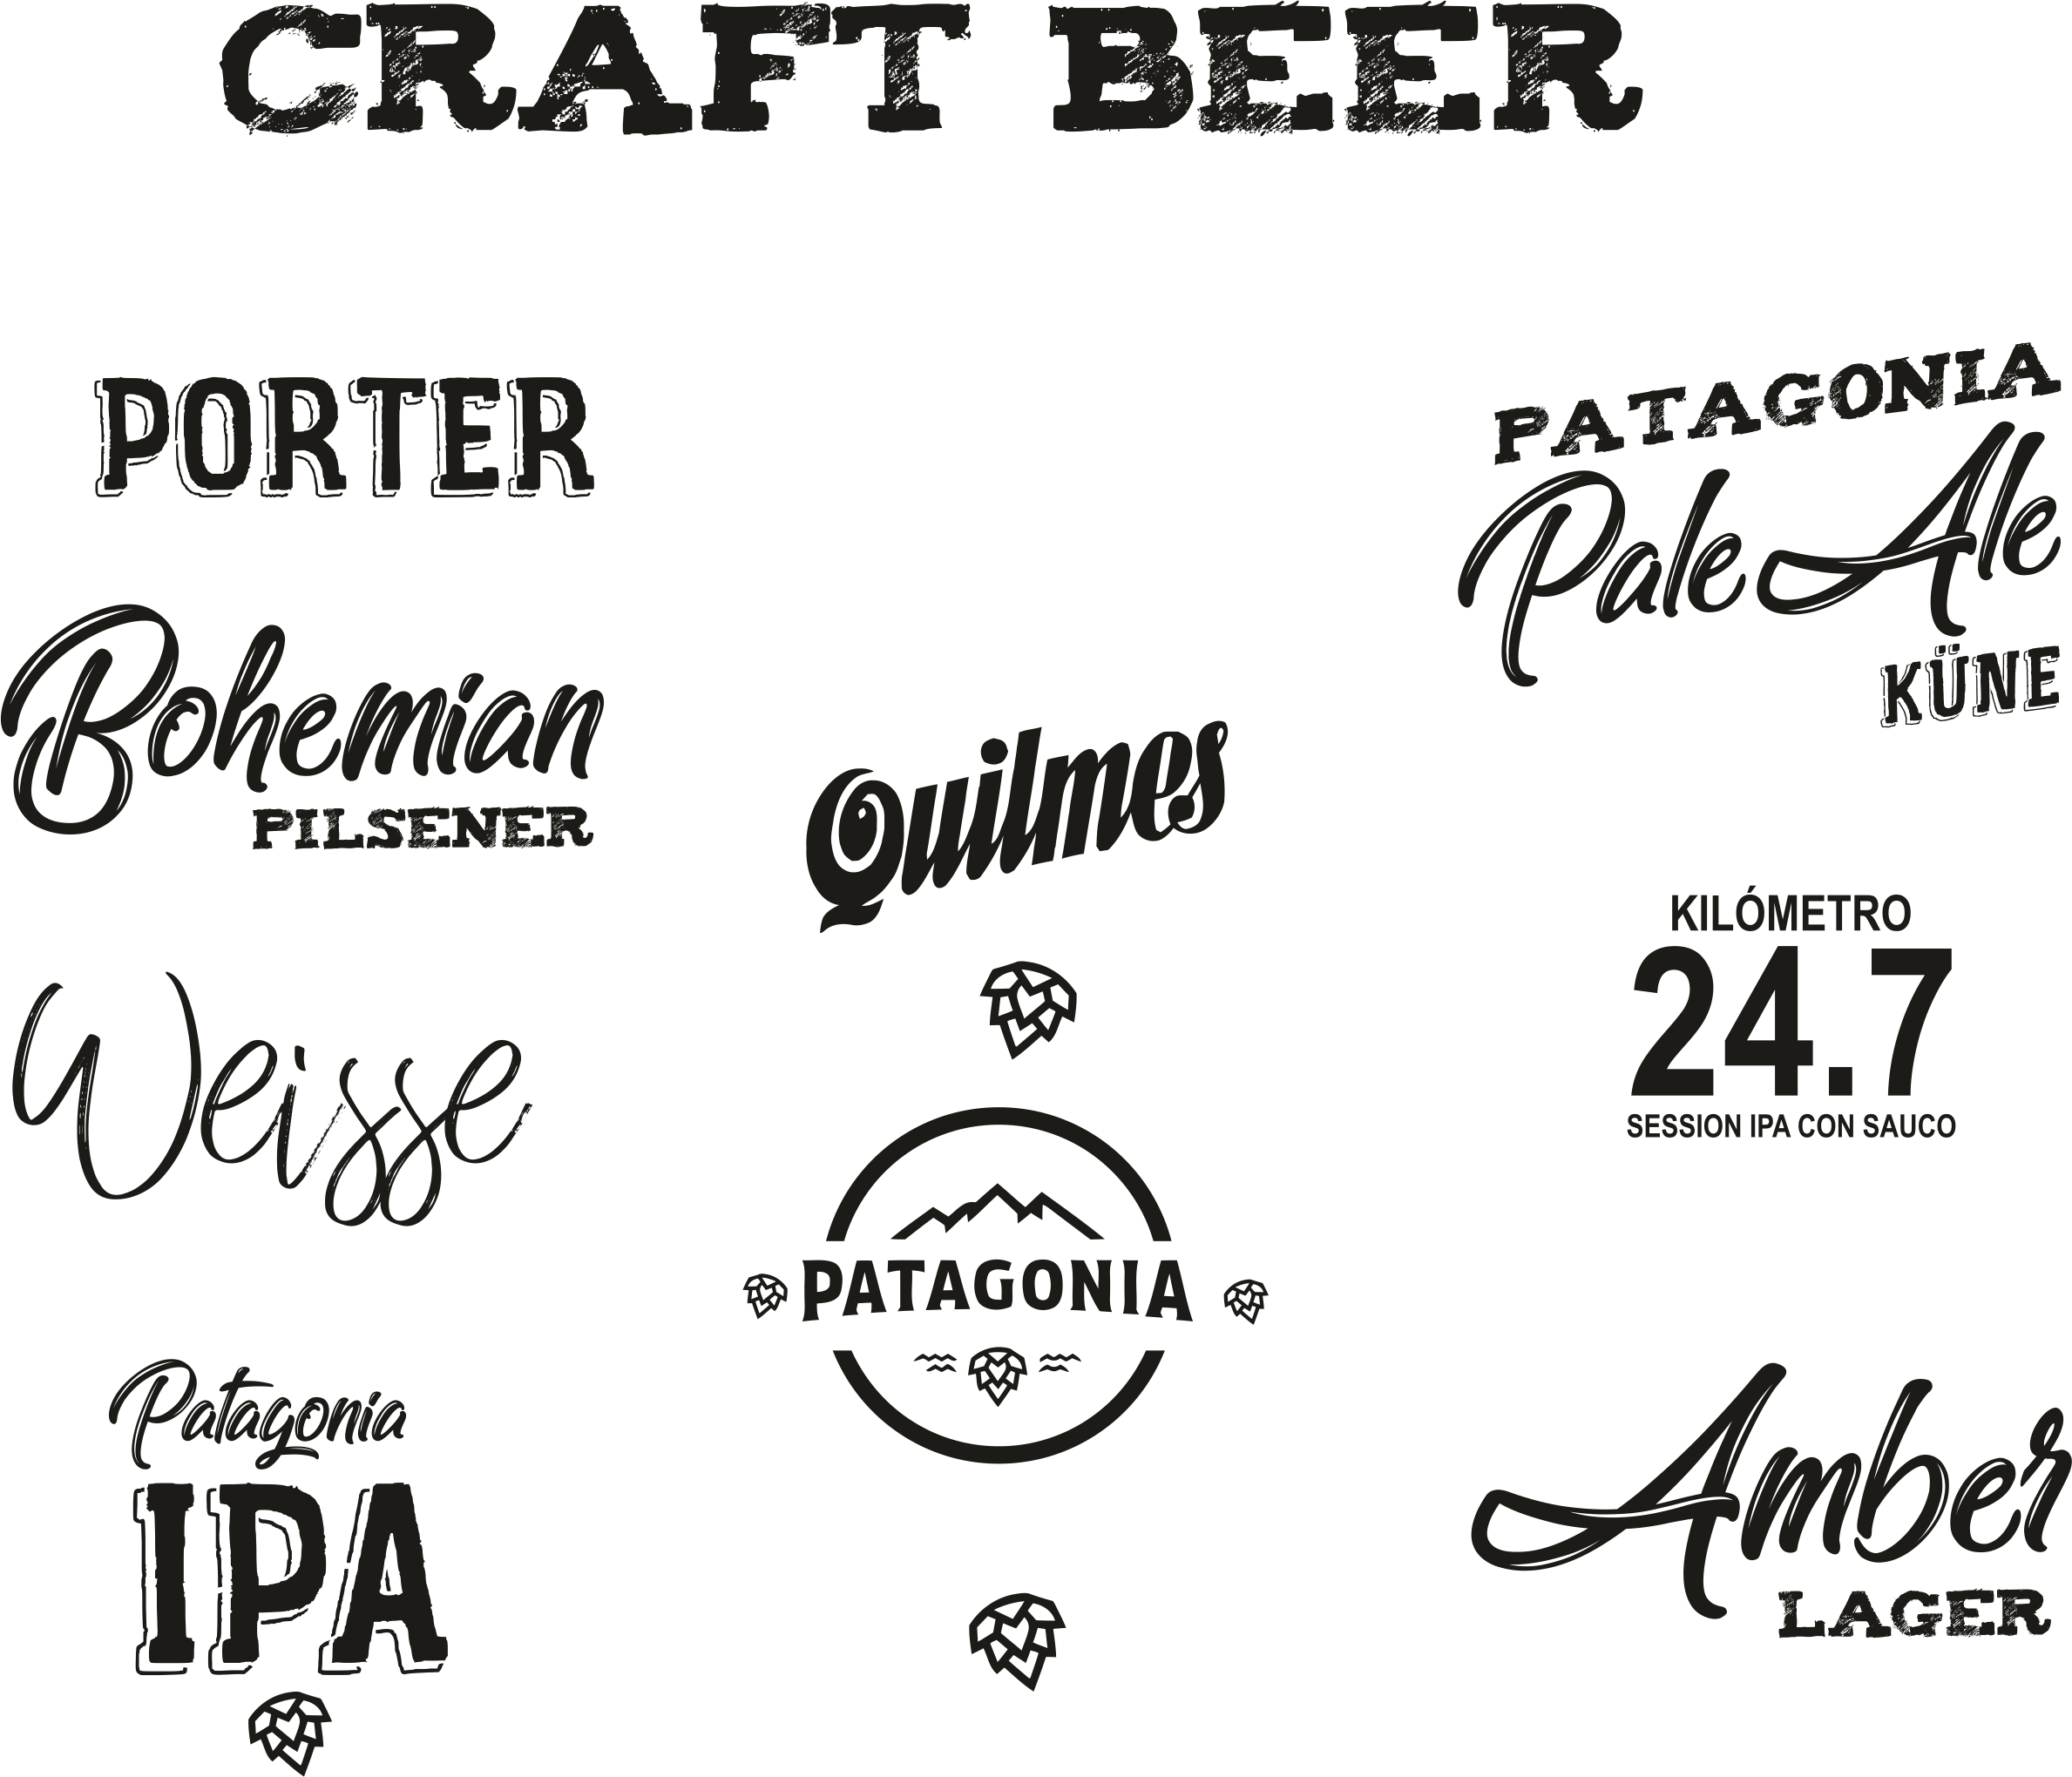 CRAFT BEER
PORTER
PATAGONIA
Pale Ale
KÜNE
Bohemian
PILSENER
Quilmes
KILÓMETRO
24.7
SESSION IPA CON SAUCO
Weisse
PATAGONIA
Patagonia
IPA
Amber
LAGER